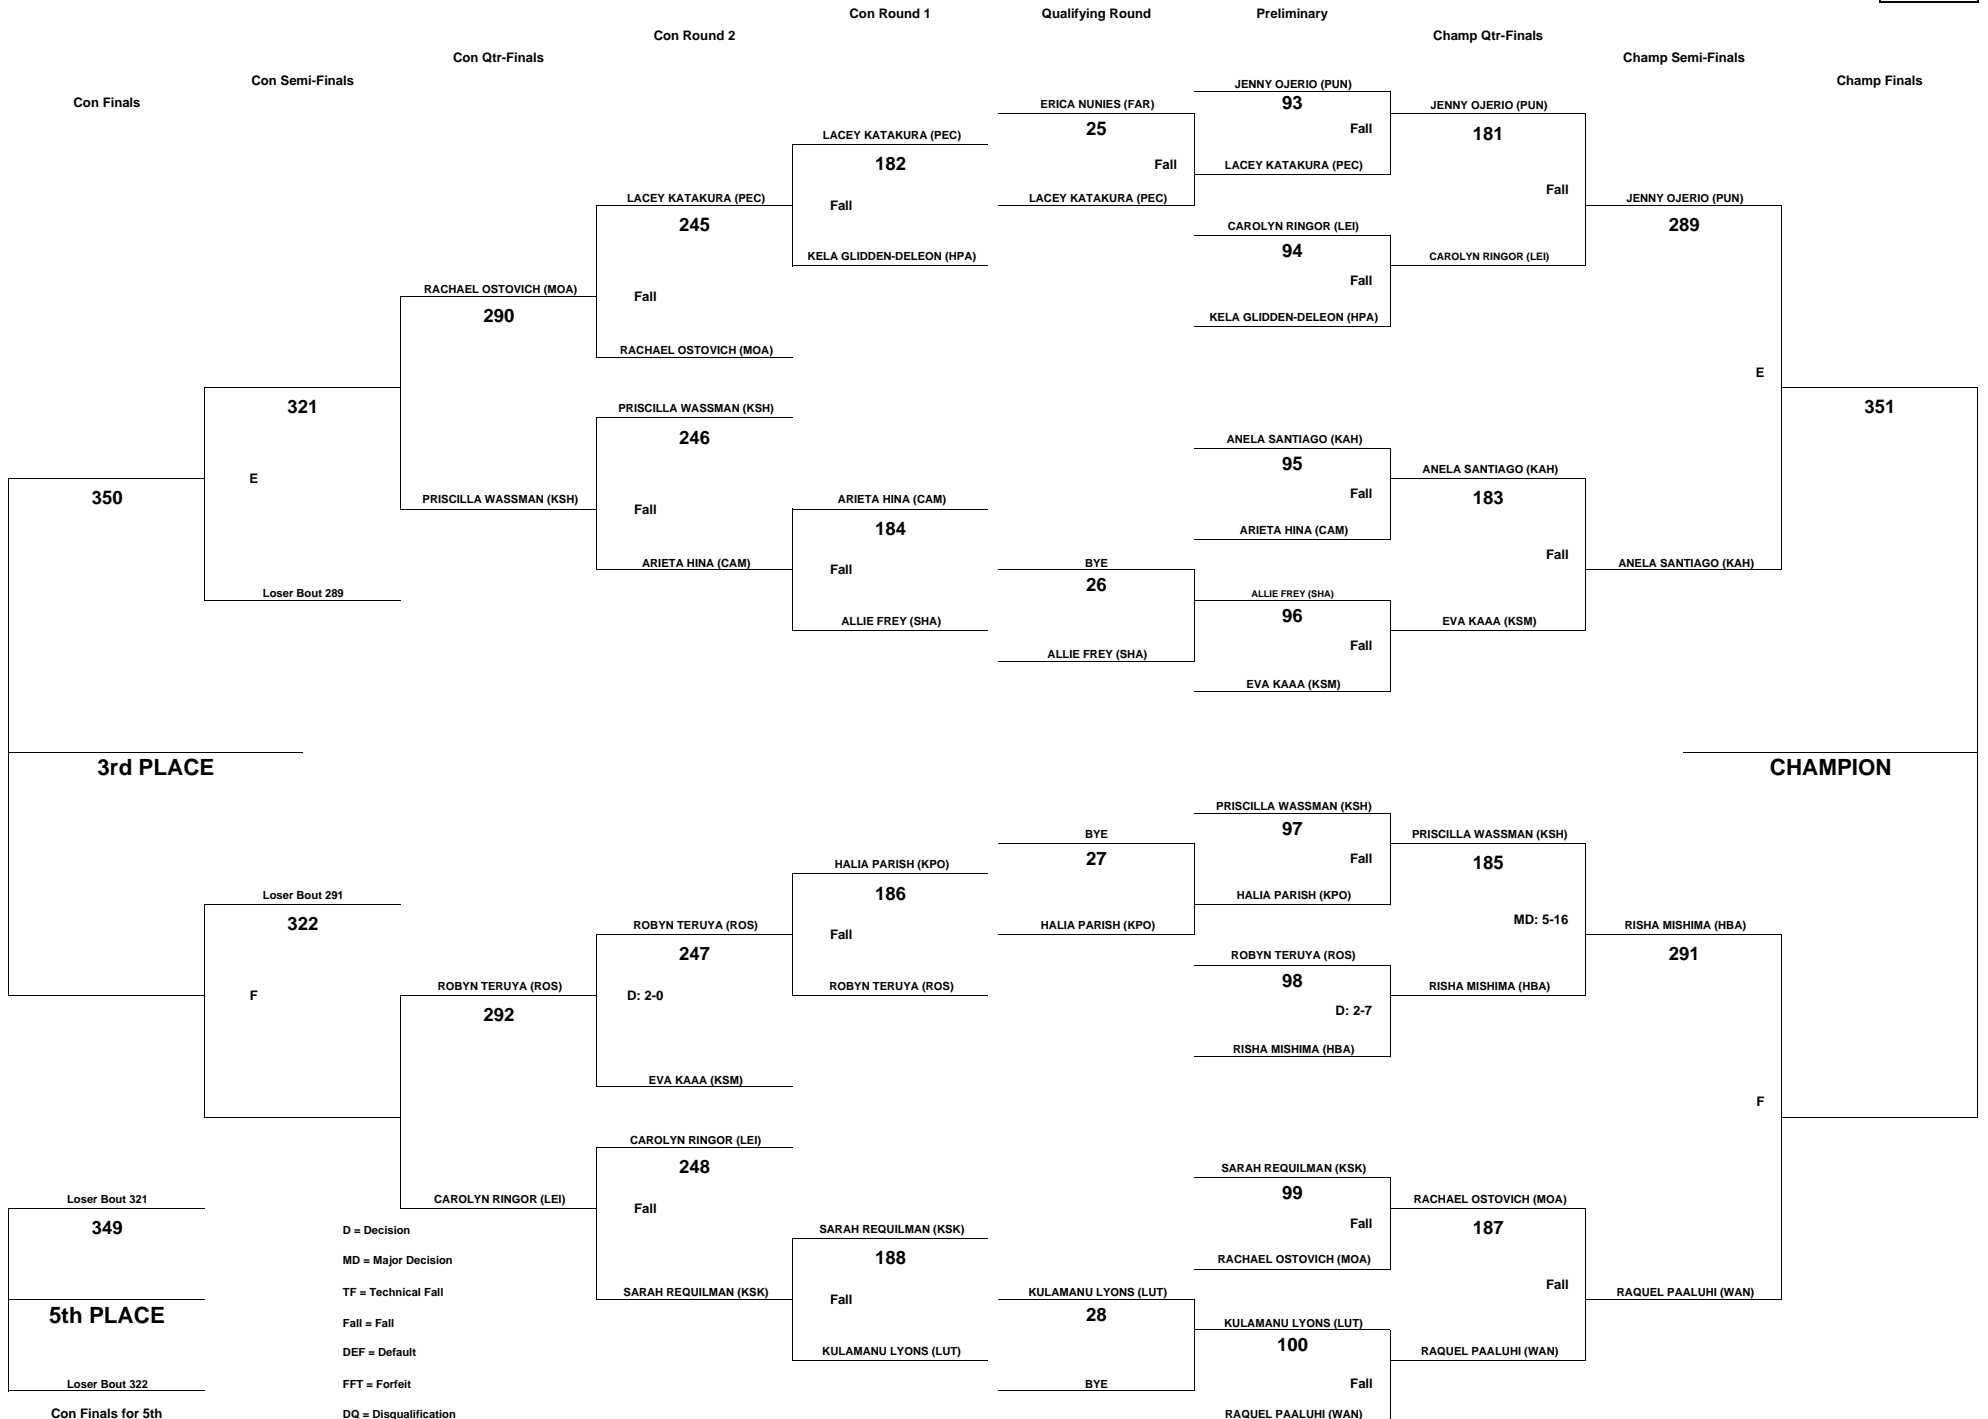 Con Round 1
Qualifying Round
Preliminary
Con Round 2
Champ Qtr-Finals
Con Qtr-Finals
Champ Semi-Finals
Con Semi-Finals
Champ Finals
Con Finals
JENNY OJERIO (PUN)
ERICA NUNIES (FAR)
93
JENNY OJERIO (PUN)
25
Fall
LACEY KATAKURA (PEC)
181
182
Fall
LACEY KATAKURA (PEC)
Fall
LACEY KATAKURA (PEC)
Fall
LACEY KATAKURA (PEC)
JENNY OJERIO (PUN)
245
CAROLYN RINGOR (LEI)
289
KELA GLIDDEN-DELEON (HPA)
94
CAROLYN RINGOR (LEI)
Fall
RACHAEL OSTOVICH (MOA)
Fall
290
KELA GLIDDEN-DELEON (HPA)
RACHAEL OSTOVICH (MOA)
E
321
PRISCILLA WASSMAN (KSH)
351
246
ANELA SANTIAGO (KAH)
95
ANELA SANTIAGO (KAH)
E
350
PRISCILLA WASSMAN (KSH)
ARIETA HINA (CAM)
Fall
183
Fall
184
ARIETA HINA (CAM)
Fall
ARIETA HINA (CAM)
Fall
BYE
ANELA SANTIAGO (KAH)
26
Loser Bout 289
ALLIE FREY (SHA)
96
ALLIE FREY (SHA)
EVA KAAA (KSM)
Fall
ALLIE FREY (SHA)
EVA KAAA (KSM)
3rd PLACE
CHAMPION
PRISCILLA WASSMAN (KSH)
BYE
97
PRISCILLA WASSMAN (KSH)
27
Fall
HALIA PARISH (KPO)
185
Loser Bout 291
186
HALIA PARISH (KPO)
322
MD: 5-16
ROBYN TERUYA (ROS)
Fall
HALIA PARISH (KPO)
RISHA MISHIMA (HBA)
247
ROBYN TERUYA (ROS)
291
98
ROBYN TERUYA (ROS)
ROBYN TERUYA (ROS)
RISHA MISHIMA (HBA)
F
D: 2-0
292
D: 2-7
RISHA MISHIMA (HBA)
EVA KAAA (KSM)
F
CAROLYN RINGOR (LEI)
248
SARAH REQUILMAN (KSK)
99
Loser Bout 321
CAROLYN RINGOR (LEI)
RACHAEL OSTOVICH (MOA)
Fall
349
D = Decision
SARAH REQUILMAN (KSK)
Fall
187
MD = Major Decision
188
RACHAEL OSTOVICH (MOA)
TF = Technical Fall
SARAH REQUILMAN (KSK)
Fall
KULAMANU LYONS (LUT)
Fall
RAQUEL PAALUHI (WAN)
5th PLACE
28
Fall = Fall
KULAMANU LYONS (LUT)
100
DEF = Default
KULAMANU LYONS (LUT)
RAQUEL PAALUHI (WAN)
Loser Bout 322
FFT = Forfeit
BYE
Fall
Con Finals for 5th
DQ = Disqualification
RAQUEL PAALUHI (WAN)